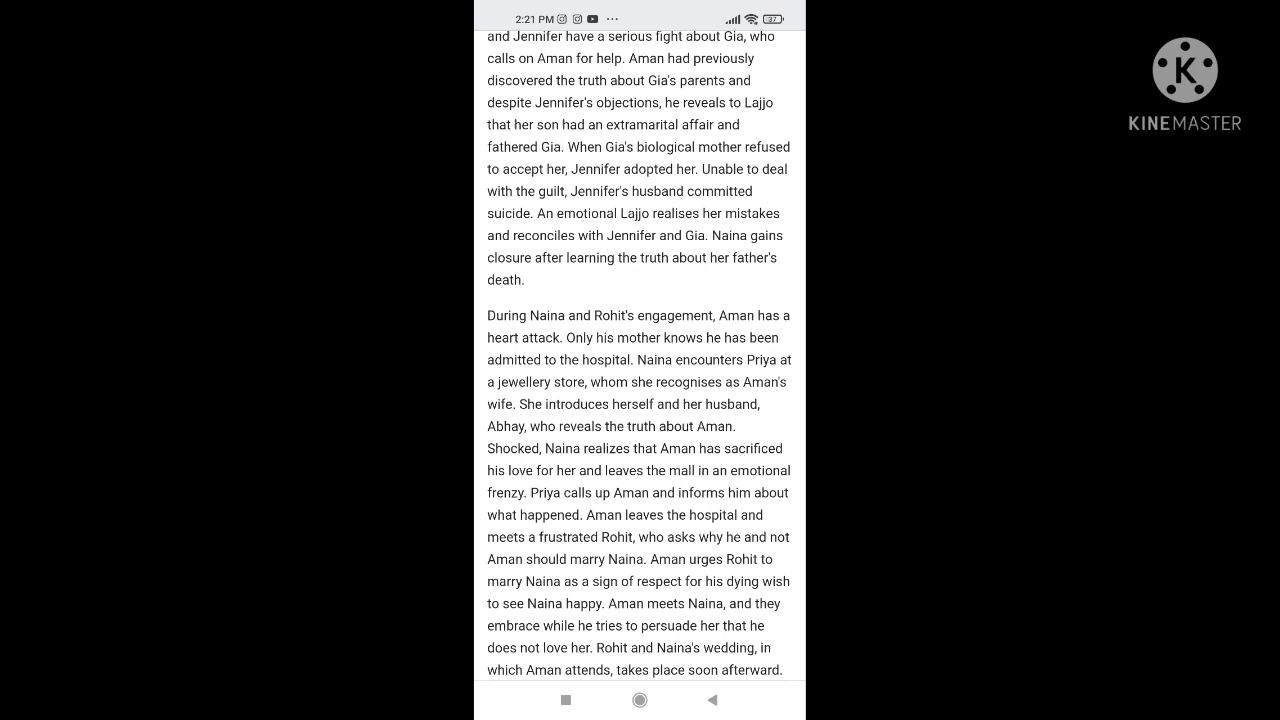 2:21 PM
37
and Jennifer have a serious fight about Gia, who
calls on Aman for help. Aman had previously
discovered the truth about Gia's parents and
despite Jennifer's objections, he reveals to Lajjo
that her son had an extramarital affair and
fathered Gia. When Gia's biological mother refused
to accept her, Jennifer adopted her. Unable to deal
with the guilt, Jennifer's husband committed
suicide. An emotional Lajjo realises her mistakes
and reconciles with Jennifer and Gia. Naina gains
closure after learning the truth about her father's
death.
During Naina and Rohit's engagement, Aman has a
heart attack. Only his mother knows he has been
admitted to the hospital. Naina encounters Priya at
a jewellery store, whom she recognises as Aman's
wife. She introduces herself and her husband,
Abhay, who reveals the truth about Aman.
Shocked, Naina realizes that Aman has sacrificed
his love for her and leaves the mall in an emotional
frenzy. Priya calls up Aman and informs him about
what happened. Aman leaves the hospital and
meets a frustrated Rohit, who asks why he and not
Aman should marry Naina. Aman urges Rohit to
marry Naina as a sign of respect for his dying wish
to see Naina happy. Aman meets Naina, and they
embrace while he tries to persuade her that he
does not love her. Rohit and Naina's wedding, in
which Aman attends, takes place soon afterward.
K
KINEMASTER